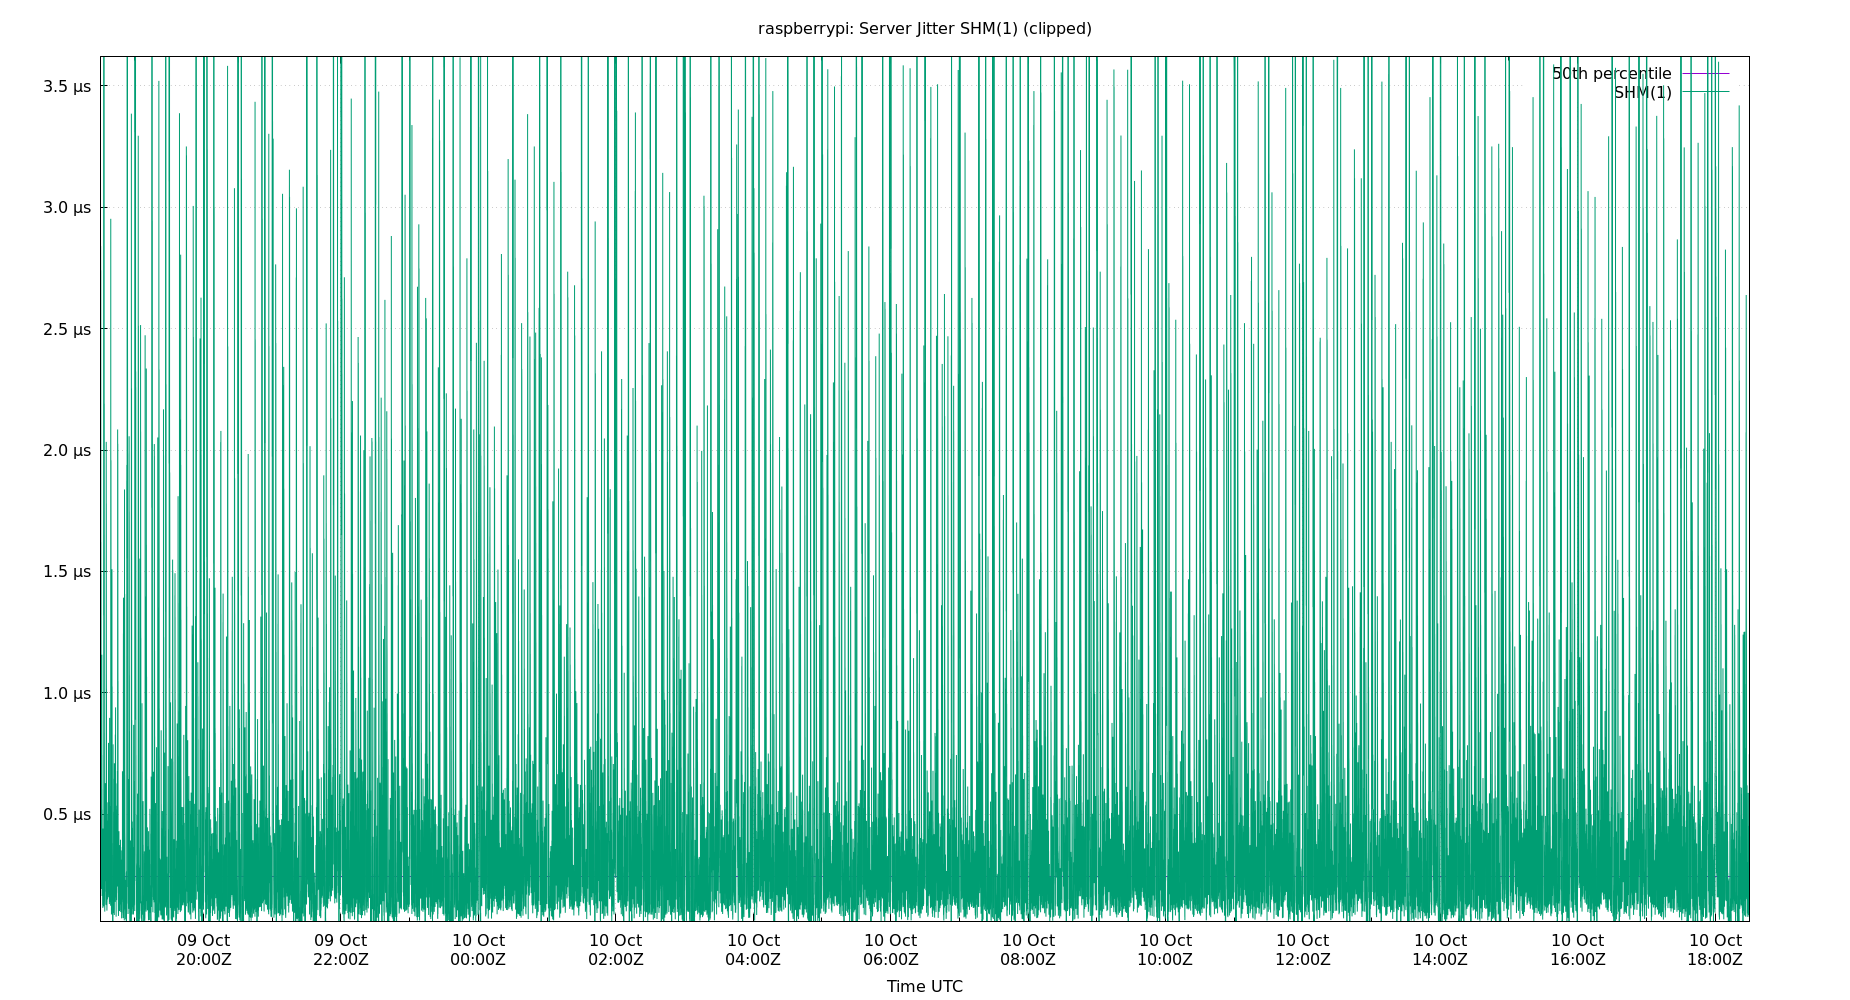 raspberrypi: Server Jitter SHM(1) (clipped)
50th percentile
SHM(1)
3.5 µs
3.0 µs
2.5 µs
2.0 µs
1.5 µs
1.0 µs
0.5 µs
09 Oct 09 Oct 10 Oct 10 Oct 10 Oct 10 Oct 10 Oct 10 Oct 10 Oct 10 Oct 10 Oct 10 Oct
20:00Z 22:00Z 00:00Z 02:00Z 04:00Z 06:00Z 08:00Z 10:00Z 12:00Z 14:00Z 16:00Z 18:00Z
Time UTC